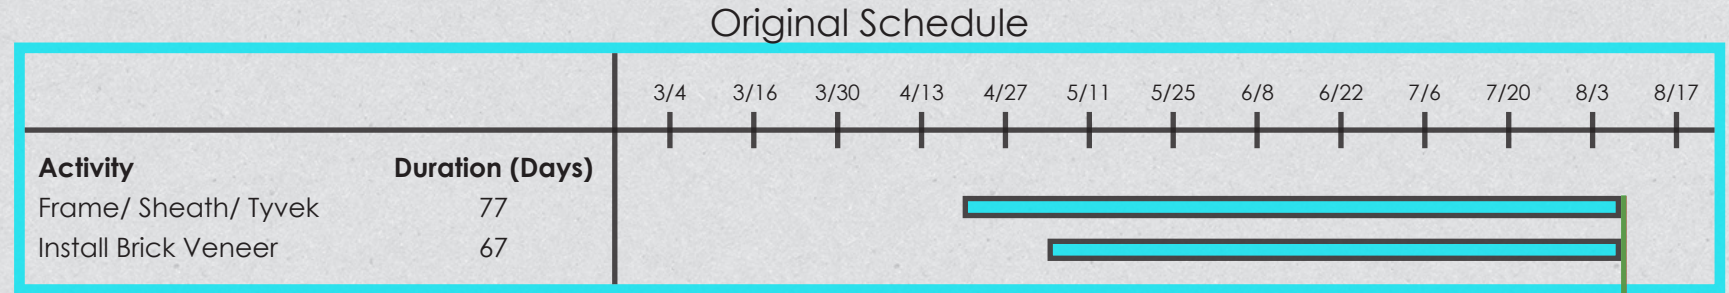 Original Schedule
3/4 3/16 3/30 4/13 4/27 5/11 5/25 6/8 6/22 7/6 7/20 8/3 8/17
Activity Duration (Days)
Frame/ Sheath/ Tyvek 77
Install Brick Veneer 67